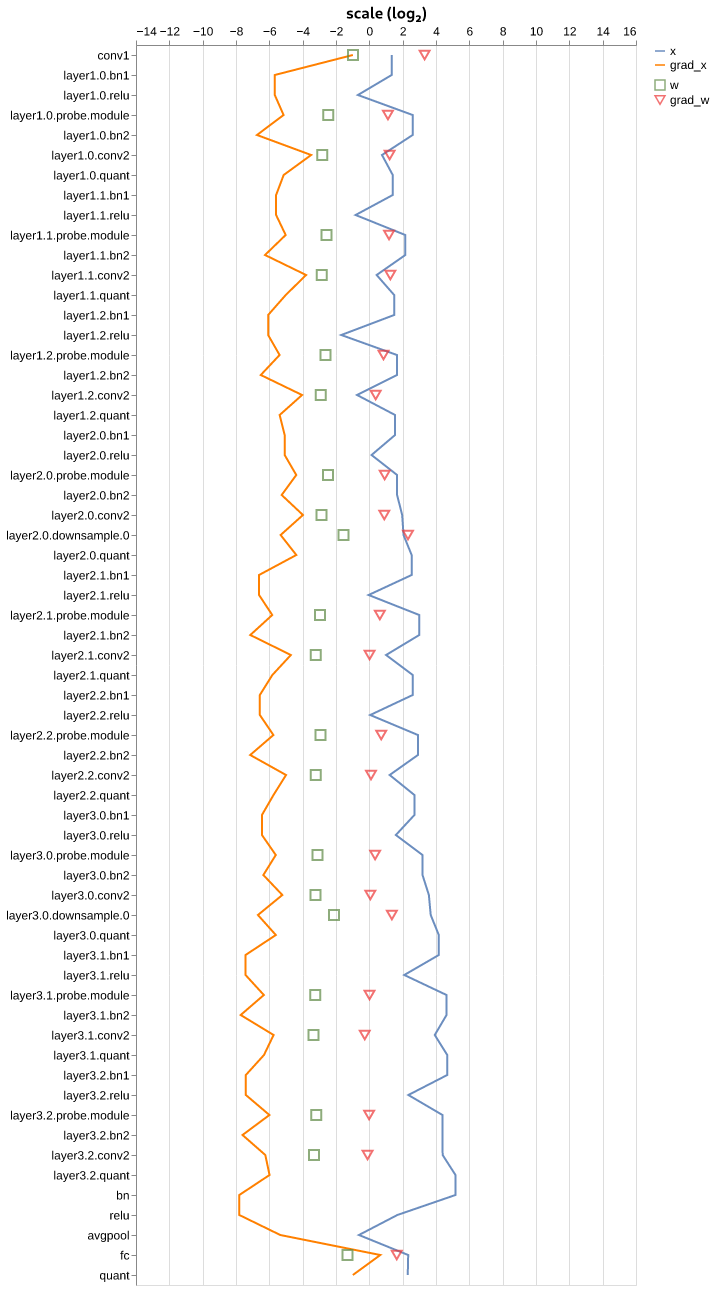 scale (log₂)
−14 −12 −10 −8 −6 −4 −2 0 2 4 6 8 10 12 14 16
x
grad_x
w
grad_w
conv1
layer1.0.bn1
layer1.0.relu
layer1.0.probe.module
layer1.0.bn2
layer1.0.conv2
layer1.0.quant
layer1.1.bn1
layer1.1.relu
layer1.1.probe.module
layer1.1.bn2
layer1.1.conv2
layer1.1.quant
layer1.2.bn1
layer1.2.relu
layer1.2.probe.module
layer1.2.bn2
layer1.2.conv2
layer1.2.quant
layer2.0.bn1
layer2.0.relu
layer2.0.probe.module
layer2.0.bn2
layer2.0.conv2
layer2.0.downsample.0
layer2.0.quant
layer2.1.bn1
layer2.1.relu
layer2.1.probe.module
layer2.1.bn2
layer2.1.conv2
layer2.1.quant
layer2.2.bn1
layer2.2.relu
layer2.2.probe.module
layer2.2.bn2
layer2.2.conv2
layer2.2.quant
layer3.0.bn1
layer3.0.relu
layer3.0.probe.module
layer3.0.bn2
layer3.0.conv2
layer3.0.downsample.0
layer3.0.quant
layer3.1.bn1
layer3.1.relu
layer3.1.probe.module
layer3.1.bn2
layer3.1.conv2
layer3.1.quant
layer3.2.bn1
layer3.2.relu
layer3.2.probe.module
layer3.2.bn2
layer3.2.conv2
layer3.2.quant
bn
relu
avgpool
fc
quant